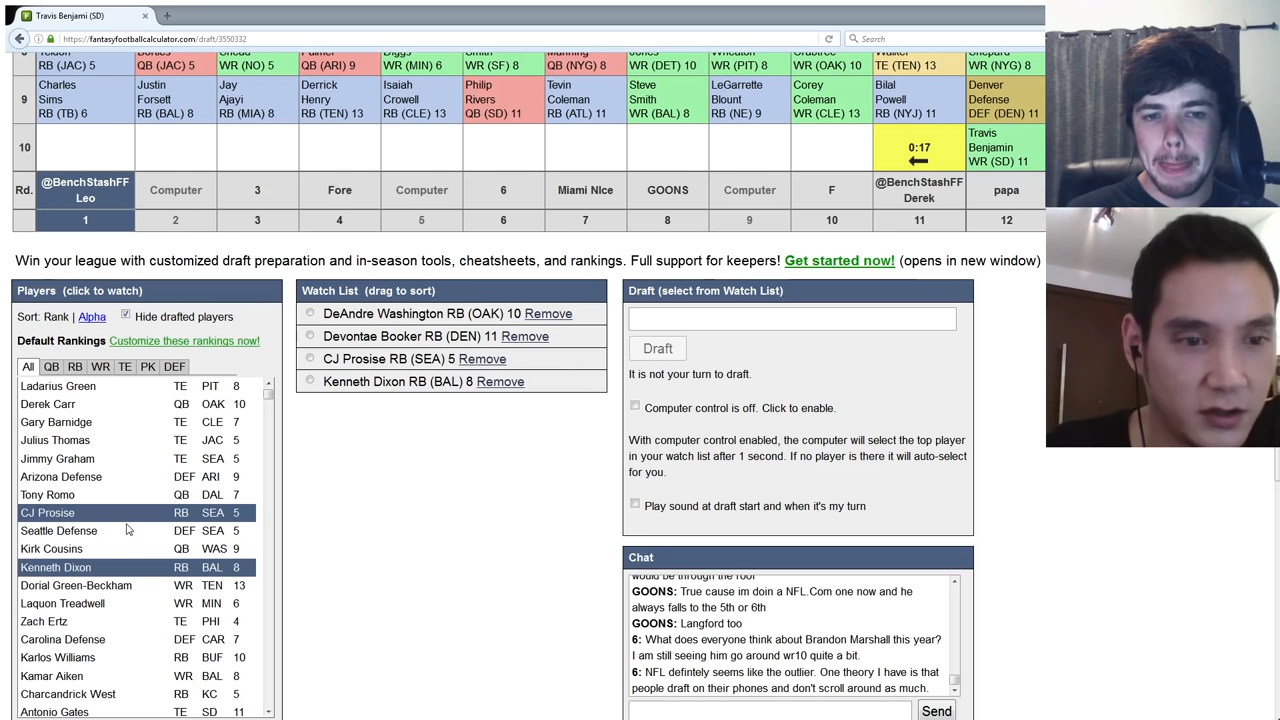 Travis Benjami (SD)
https://fantasyfootballcalculator.com/draft/3550332
Search
RB (JAC) 5 QB (JAC) 5 WR (NO) 5 QB (ARI) 9 WR (MIN) 6 WR (SF) 8 QB (NYG) 8 WR (DET) 10 WR (PIT) 8 WR (OAK) 10 TE (TEN) 13 WR (NYG) 8
9
Charles Sims RB (TB) 6
Justin Forsett RB (BAL) 8
Jay Ajayi RB (MIA) 8
Derrick Henry RB (TEN) 13
Isaiah Crowell RB (CLE) 13
Philip Rivers QB (SD) 11
Tevin Coleman RB (ATL) 11
Steve Smith WR (BAL) 8
LeGarrette Blount RB (NE) 9
Corey Coleman WR (CLE) 13
Bilal Powell RB (NYJ) 11
Denver Defense DEF (DEN) 11
10
0:17
Travis Benjamin WR (SD) 11
Rd. @BenchStashFF Leo Computer 3 Fore Computer 6 Miami NIce GOONS Computer F @BenchStashFF Derek papa
1 2 3 4 5 6 7 8 9 10 11 12
Win your league with customized draft preparation and in-season tools, cheatsheets, and rankings. Full support for keepers! Get started now! (opens in new window)
Players (click to watch)
Sort: Rank | Alpha Hide drafted players
Default Rankings Customize these rankings now!
All QB RB WR TE PK DEF
Ladarius Green TE PIT 8
Derek Carr QB OAK 10
Gary Barnidge TE CLE 7
Julius Thomas TE JAC 5
Jimmy Graham TE SEA 5
Arizona Defense DEF ARI 9
Tony Romo QB DAL 7
CJ Prosise RB SEA 5
Seattle Defense DEF SEA 5
Kirk Cousins QB WAS 9
Kenneth Dixon RB BAL 8
Dorial Green-Beckham WR TEN 13
Laquon Treadwell WR MIN 6
Zach Ertz TE PHI 4
Carolina Defense DEF CAR 7
Karlos Williams RB BUF 10
Kamar Aiken WR BAL 8
Charcandrick West RB KC 5
Antonio Gates TE SD 11
Watch List (drag to sort)
DeAndre Washington RB (OAK) 10 Remove
Devontae Booker RB (DEN) 11 Remove
CJ Prosise RB (SEA) 5 Remove
Kenneth Dixon RB (BAL) 8 Remove
Draft (select from Watch List)
Draft
It is not your turn to draft.
Computer control is off. Click to enable.
With computer control enabled, the computer will select the top player
in your watch list after 1 second. If no player is there it will auto-select
for you.
Play sound at draft start and when it's my turn
Chat
would be through the roof
GOONS: True cause im doin a NFL.Com one now and he
always falls to the 5th or 6th
GOONS: Langford too
6: What does everyone think about Brandon Marshall this year?
I am still seeing him go around wr10 quite a bit.
6: NFL defintely seems like the outlier. One theory I have is that
people draft on their phones and don't scroll around as much.
Send